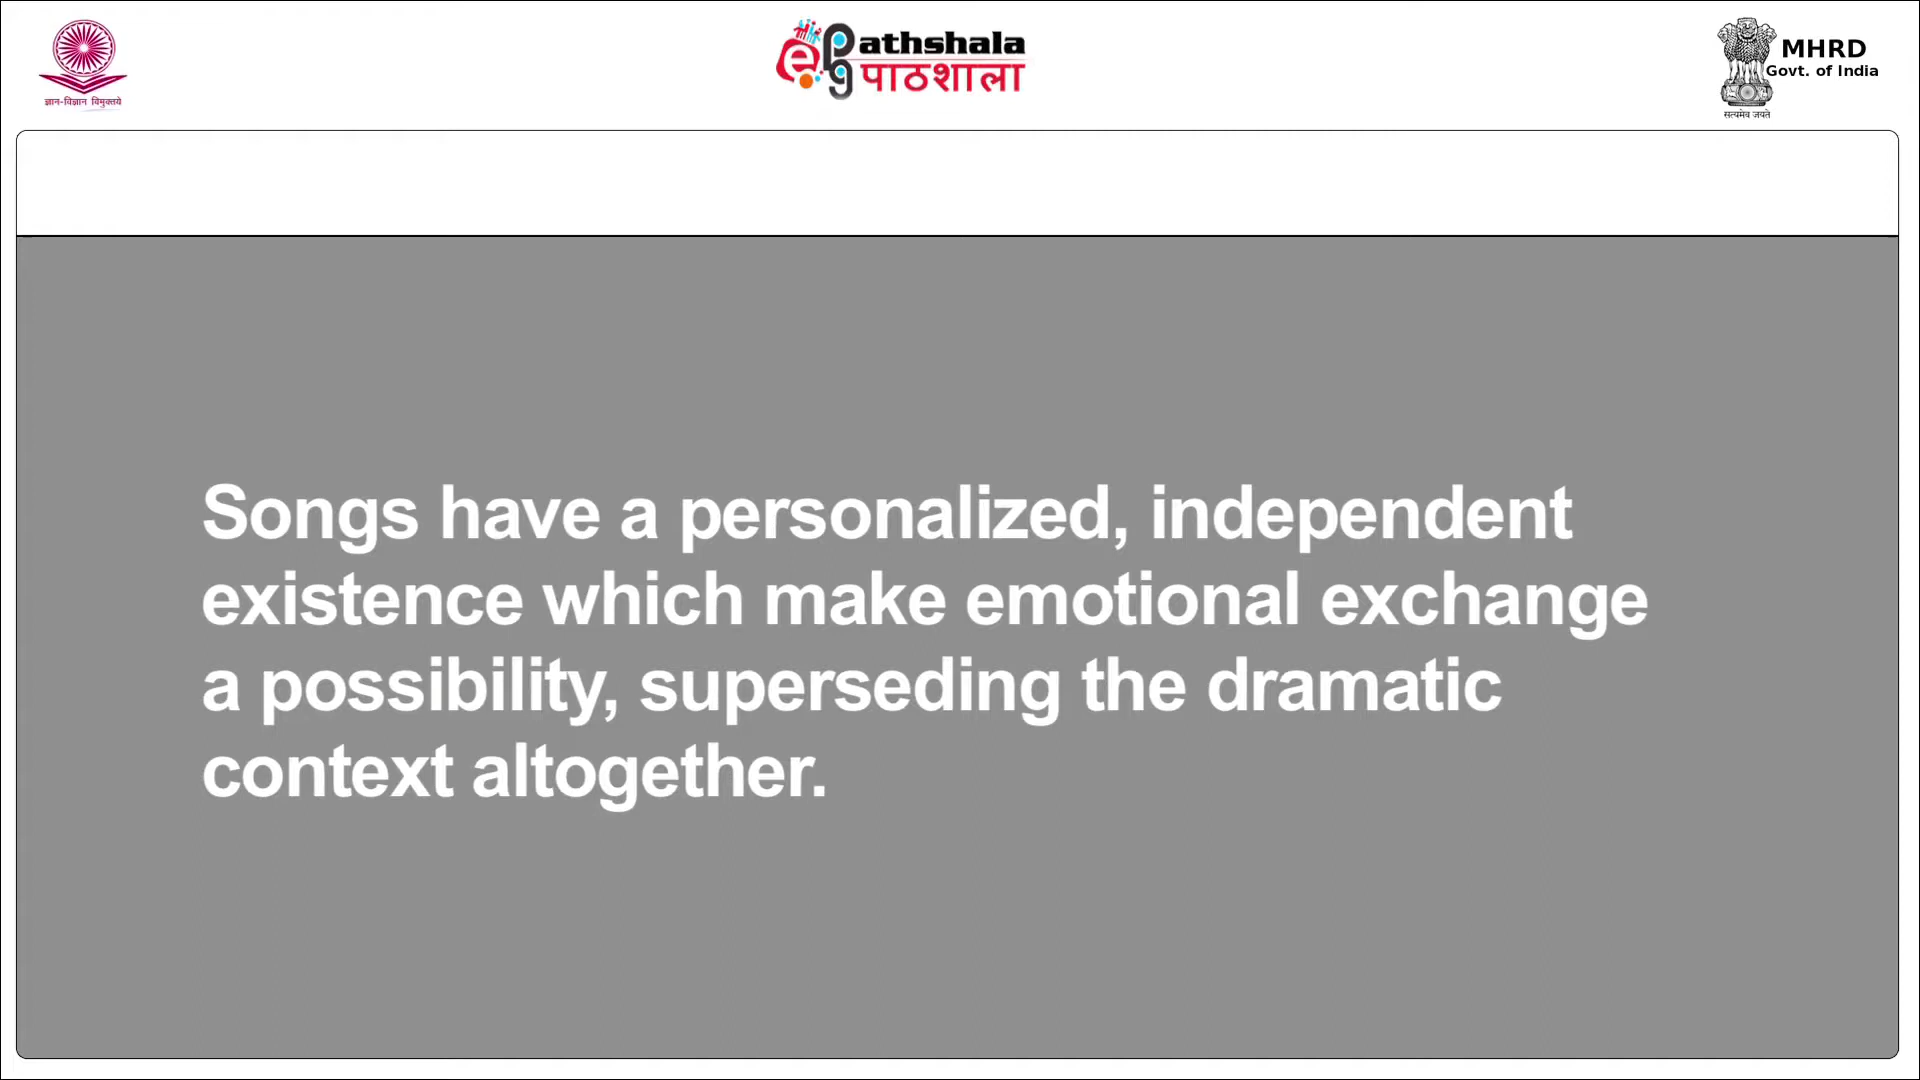 ज्ञान-विज्ञान विमुक्तये
ePG athshala
पाठशाला
MHRD
Govt. of India
सत्यमेव जयते
Songs have a personalized, independent
existence which make emotional exchange
a possibility, superseding the dramatic
context altogether.